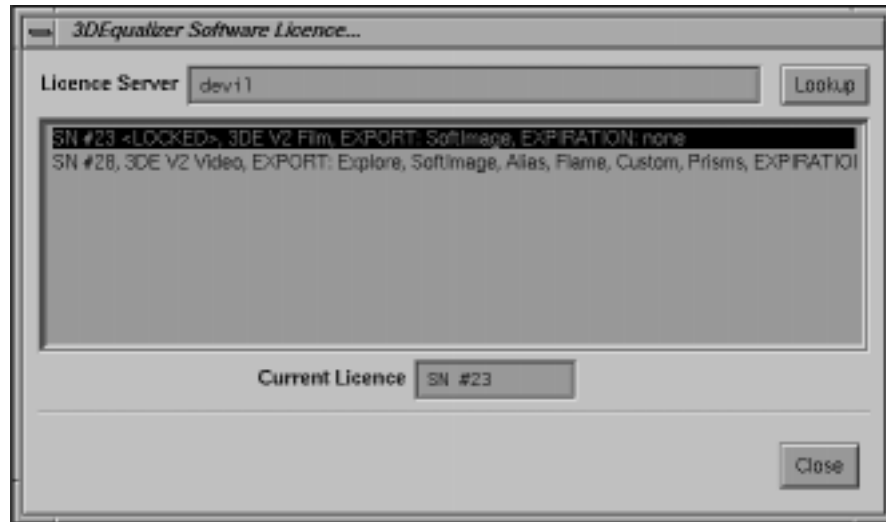 3DEqualizer Software Licence...
Licence Server devil Lookup
SN #23 <LOCKED>, 3DE V2 Film, EXPORT: SoftImage, EXPIRATION: none
SN #28, 3DE V2 Video, EXPORT: Explore, SoftImage, Alias, Flame, Custom, Prisms, EXPIRATIO
Current Licence SN #23
Close